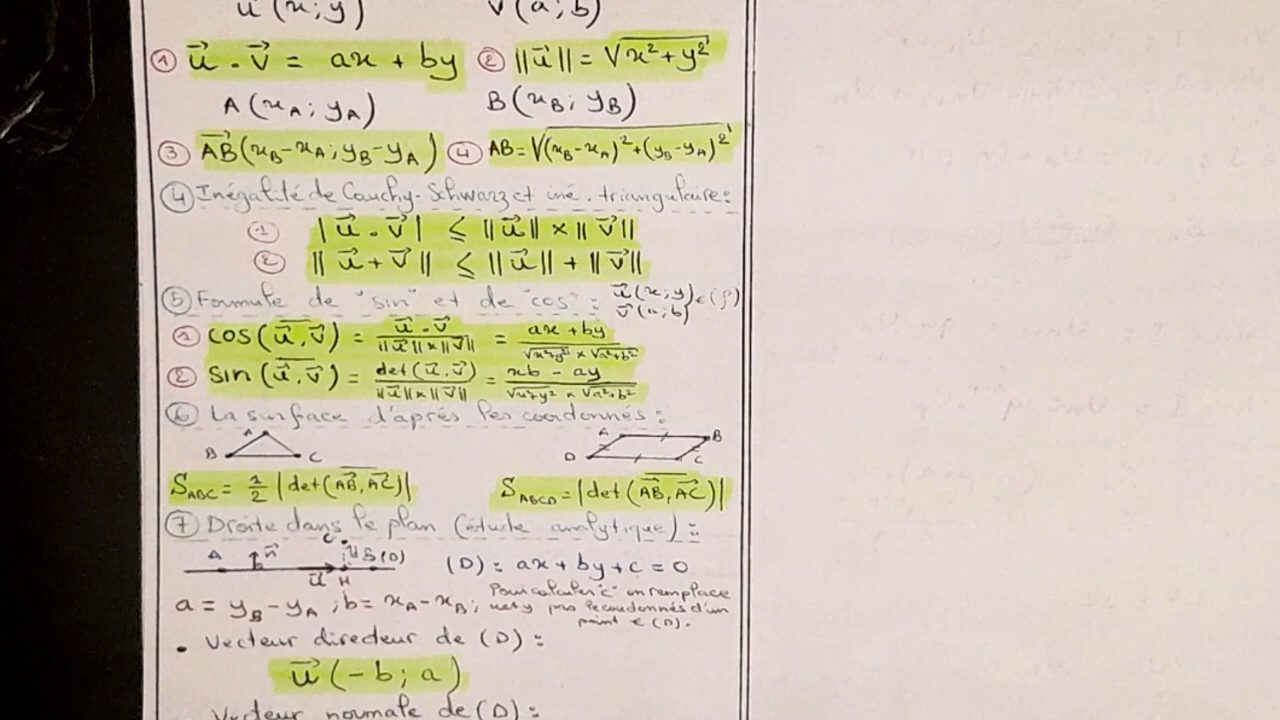 u⃗ (x;y) v⃗ (a;b)
① u⃗ . v⃗ = ax + by ② ||u⃗|| = √x²+y²
A (xA; yA) B (xB; yB)
③ AB⃗ (xB-xA; yB-yA) ④ AB = √(xB-xA)²+(yB-yA)²
④ Inégalité de Cauchy-Schwarz et iné. triangulaire:
① |u⃗ . v⃗| ≤ ||u⃗|| × ||v⃗||
② ||u⃗ + v⃗|| ≤ ||u⃗|| + ||v⃗||
⑤ Formule de "sin" et de "cos": u⃗(x;y) v⃗(a;b) } ∈ (P)
① cos(u⃗,v⃗) = u⃗ . v⃗ / ||u⃗|| × ||v⃗|| = ax + by / √x²+y² × √a²+b²
② sin(u⃗,v⃗) = det(u⃗,v⃗) / ||u⃗|| × ||v⃗|| = xb - ay / √x²+y² × √a²+b²
⑥ La surface d'aprés les coordonnés:
A B C A B C D
SABC = 1/2 |det(AB⃗, AC⃗)| SABCD = |det(AB⃗, AC⃗)|
⑦ Droite dans le plan (étude analytique):
A n⃗ u⃗ H C (D) (D): ax + by + c = 0
a = yB - yA ; b = xA - xB ; Pour calculer "c" on remplace
x et y par le coordonnés d'un
point ∈ (D).
• Vecteur directeur de (D):
u⃗ (-b; a)
Vecteur normale de (D):